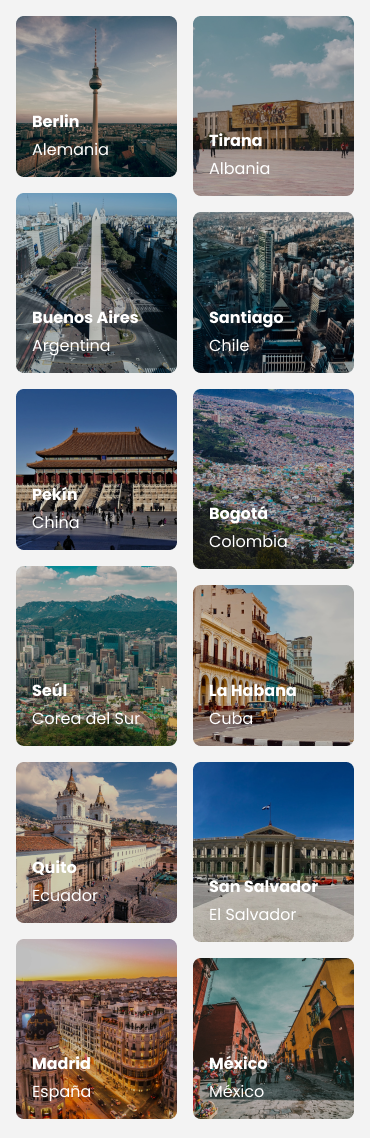 Berlin
Alemania
Tirana
Albania
Buenos Aires
Argentina
Santiago
Chile
Pekín
China
Bogotá
Colombia
Seúl
Corea del Sur
La Habana
Cuba
Quito
Ecuador
San Salvador
El Salvador
Madrid
España
México
México